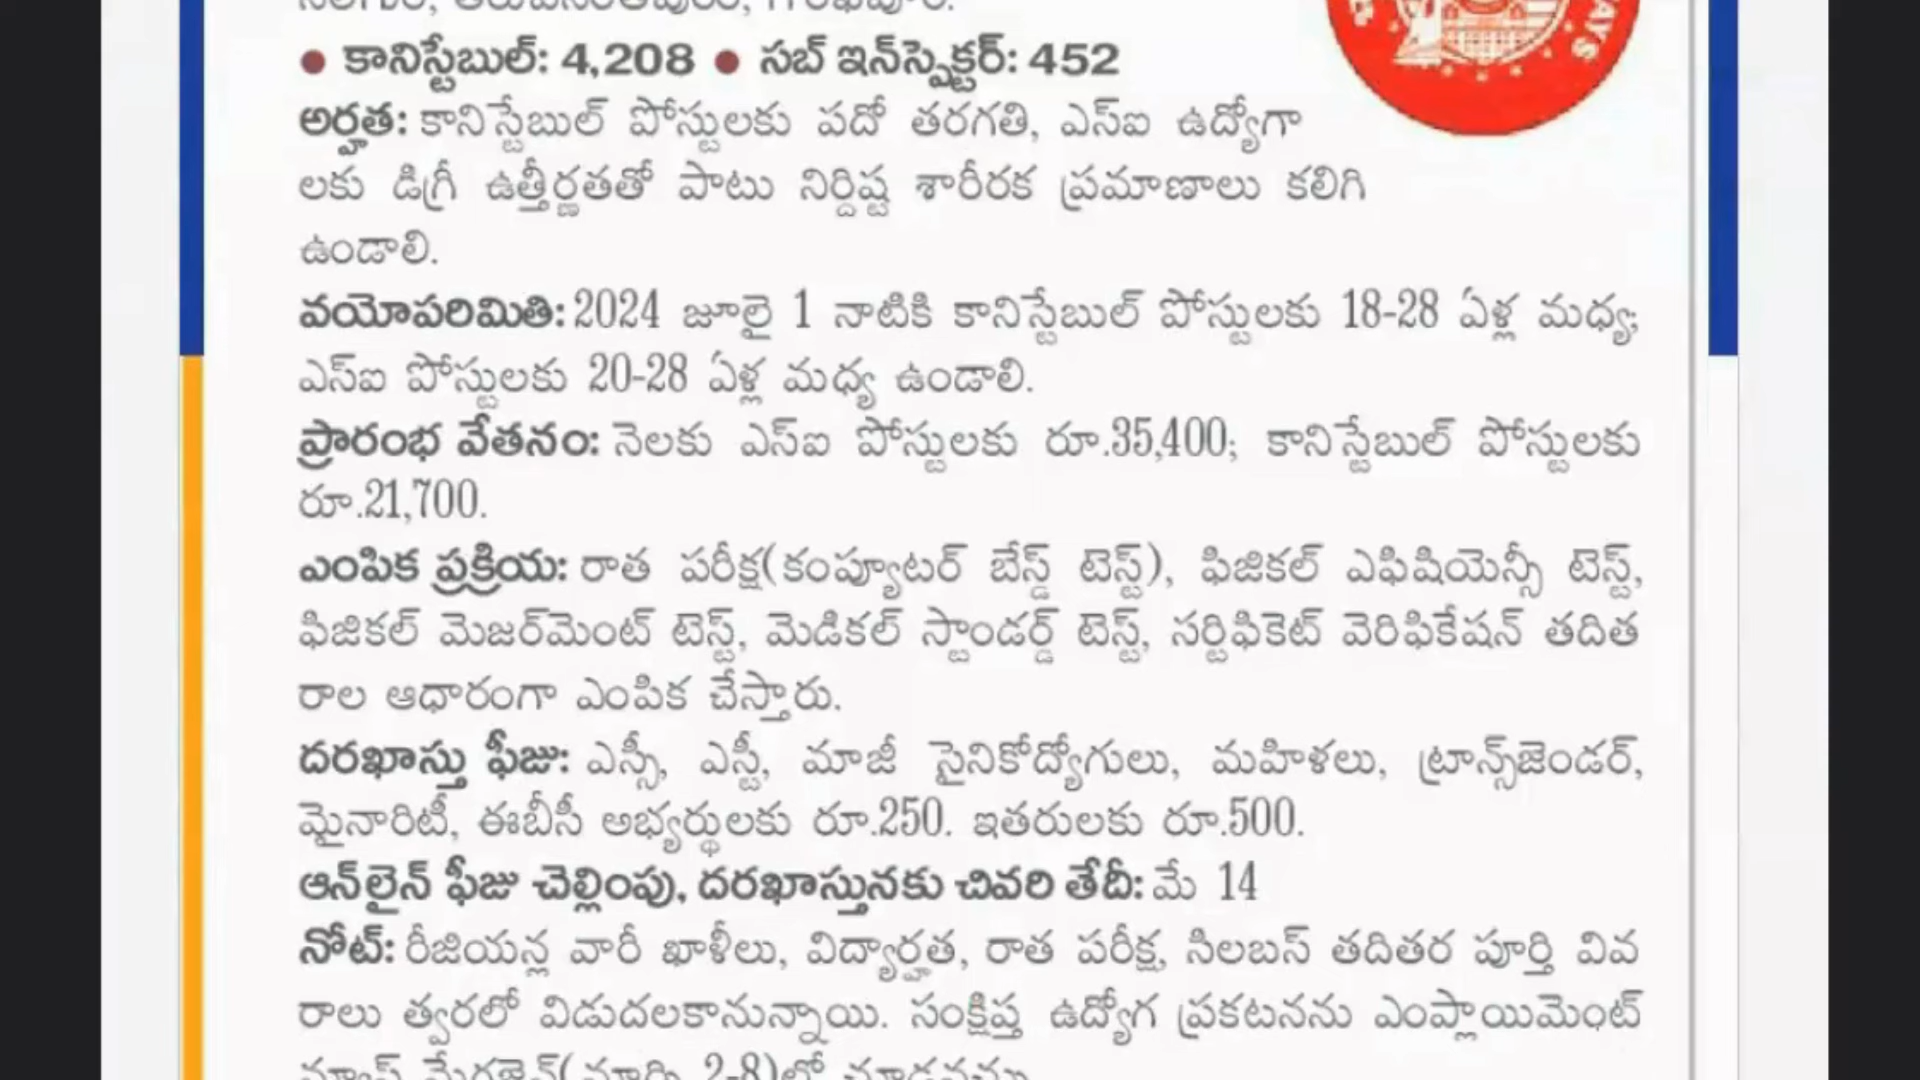 ● కానిస్టేబుల్: 4,208 ● సబ్ ఇన్‌స్పెక్టర్: 452
WAYS
అర్హత: కానిస్టేబుల్ పోస్టులకు పదో తరగతి, ఎస్ఐ ఉద్యోగా
లకు డిగ్రీ ఉత్తీర్ణతతో పాటు నిర్దిష్ట శారీరక ప్రమాణాలు కలిగి
ఉండాలి.
వయోపరిమితి: 2024 జూలై 1 నాటికి కానిస్టేబుల్ పోస్టులకు 18-28 ఏళ్ల మధ్య;
ఎస్ఐ పోస్టులకు 20-28 ఏళ్ల మధ్య ఉండాలి.
ప్రారంభ వేతనం: నెలకు ఎస్ఐ పోస్టులకు రూ.35,400; కానిస్టేబుల్ పోస్టులకు
రూ.21,700.
ఎంపిక ప్రక్రియ: రాత పరీక్ష(కంప్యూటర్ బేస్డ్ టెస్ట్), ఫిజికల్ ఎఫిషియెన్సీ టెస్ట్,
ఫిజికల్ మెజర్‌మెంట్ టెస్ట్, మెడికల్ స్టాండర్డ్ టెస్ట్, సర్టిఫికెట్ వెరిఫికేషన్ తదిత
రాల ఆధారంగా ఎంపిక చేస్తారు.
దరఖాస్తు ఫీజు: ఎస్సీ, ఎస్టీ, మాజీ సైనికోద్యోగులు, మహిళలు, ట్రాన్స్‌జెండర్,
మైనారిటీ, ఈబీసీ అభ్యర్థులకు రూ.250. ఇతరులకు రూ.500.
ఆన్‌లైన్ ఫీజు చెల్లింపు, దరఖాస్తునకు చివరి తేదీ: మే 14
నోట్: రీజియన్ల వారీ ఖాళీలు, విద్యార్హత, రాత పరీక్ష, సిలబస్ తదితర పూర్తి వివ
రాలు త్వరలో విడుదలకానున్నాయి. సంక్షిప్త ఉద్యోగ ప్రకటనను ఎంప్లాయిమెంట్